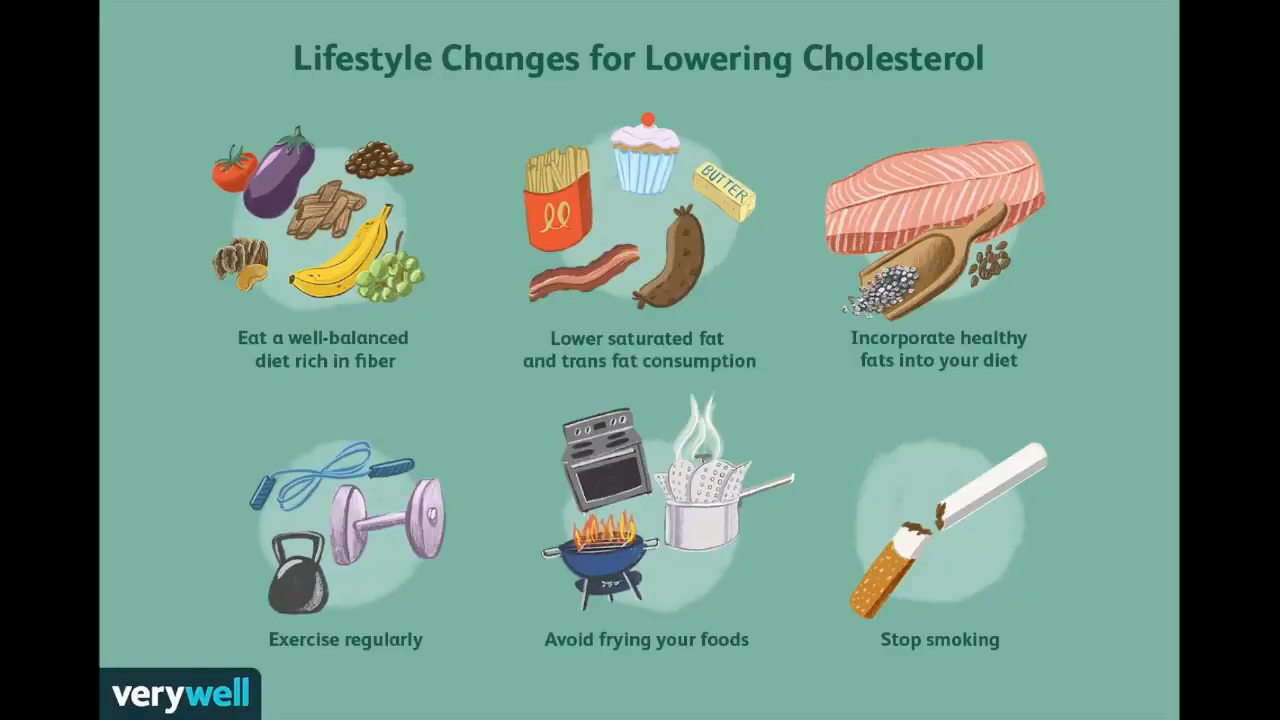 Lifestyle Changes for Lowering Cholesterol
BUTTER
Eat a well-balanced
diet rich in fiber
Lower saturated fat
and trans fat consumption
Incorporate healthy
fats into your diet
Exercise regularly
Avoid frying your foods
Stop smoking
verywell